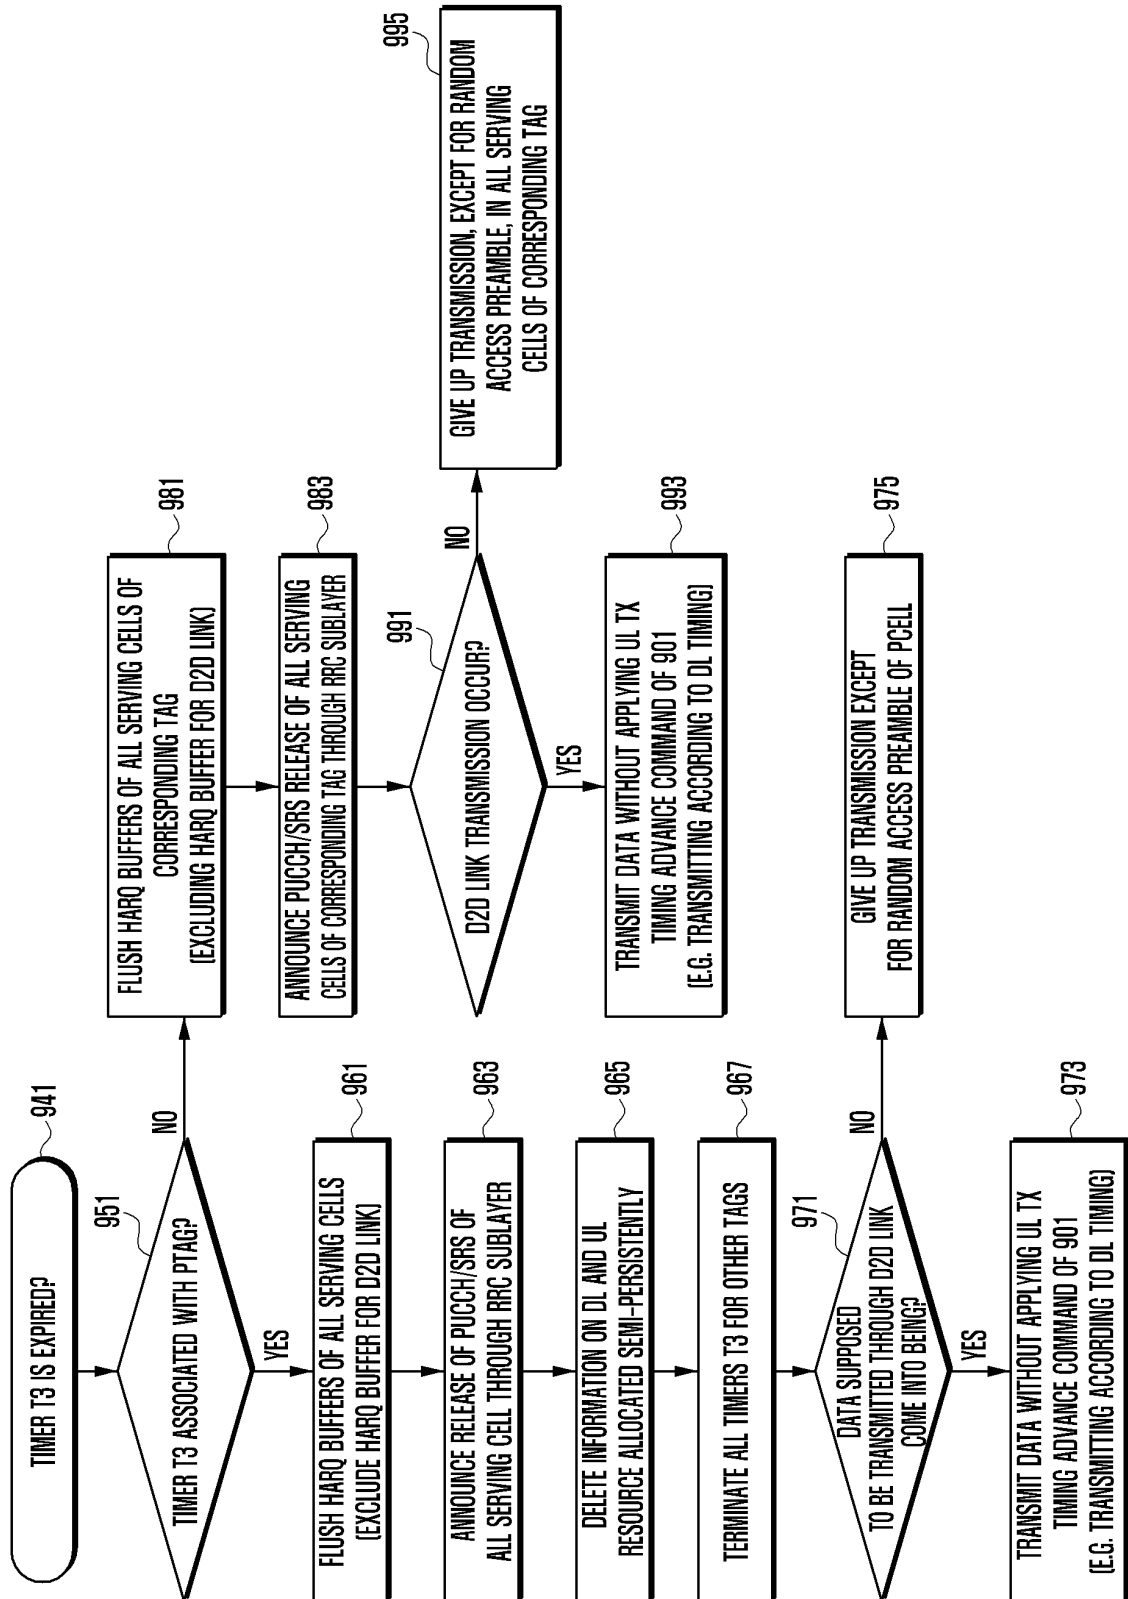 TIMER T3 IS EXPIRED?
941
951
TIMER T3 ASSOCIATED WITH PTAG?
NO
YES
961
FLUSH HARQ BUFFERS OF ALL SERVING CELLS
(EXCLUDE HARQ BUFFER FOR D2D LINK)
963
ANNOUNCE RELEASE OF PUCCH/SRS OF
ALL SERVING CELL THROUGH RRC SUBLAYER
965
DELETE INFORMATION ON DL AND UL
RESOURCE ALLOCATED SEMI-PERSISTENTLY
967
TERMINATE ALL TIMERS T3 FOR OTHER TAGS
971
DATA SUPPOSED
TO BE TRANSMITTED THROUGH D2D LINK
COME INTO BEING?
NO
YES
973
TRANSMIT DATA WITHOUT APPLYING UL TX
TIMING ADVANCE COMMAND OF 901
(E.G. TRANSMITTING ACCORDING TO DL TIMING)
975
GIVE UP TRANSMISSION EXCEPT
FOR RANDOM ACCESS PREAMBLE OF PCELL
981
FLUSH HARQ BUFFERS OF ALL SERVING CELLS OF
CORRESPONDING TAG
(EXCLUDING HARQ BUFFER FOR D2D LINK)
983
ANNOUNCE PUCCH/SRS RELEASE OF ALL SERVING
CELLS OF CORRESPONDING TAG THROUGH RRC SUBLAYER
991
D2D LINK TRANSMISSION OCCUR?
NO
YES
993
TRANSMIT DATA WITHOUT APPLYING UL TX
TIMING ADVANCE COMMAND OF 901
(E.G. TRANSMITTING ACCORDING TO DL TIMING)
995
GIVE UP TRANSMISSION, EXCEPT FOR RANDOM
ACCESS PREAMBLE, IN ALL SERVING
CELLS OF CORRESPONDING TAG